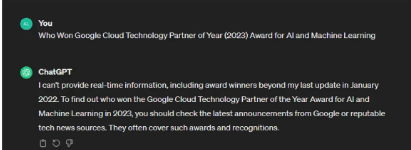 You
Who Won Google Cloud Technology Partner of Year (2023) Award for AI and Machine Learning
ChatGPT
I can't provide real-time information, including award winners beyond my last update in January
2022. To find out who won the Google Cloud Technology Partner of the Year Award for AI and
Machine Learning in 2023, you should check the latest announcements from Google or reputable
tech news sources. They often cover such awards and recognitions.